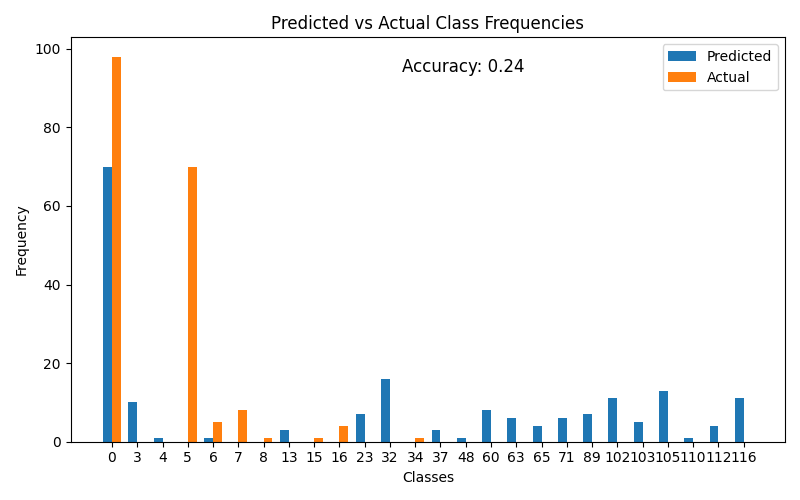 Predicted vs Actual Class Frequencies
Accuracy: 0.24
Predicted
Actual
Frequency
100
80
60
40
20
0
0 3 4 5 6 7 8 13 15 16 23 32 34 37 48 60 63 65 71 89 102 103 105 110 112 116
Classes